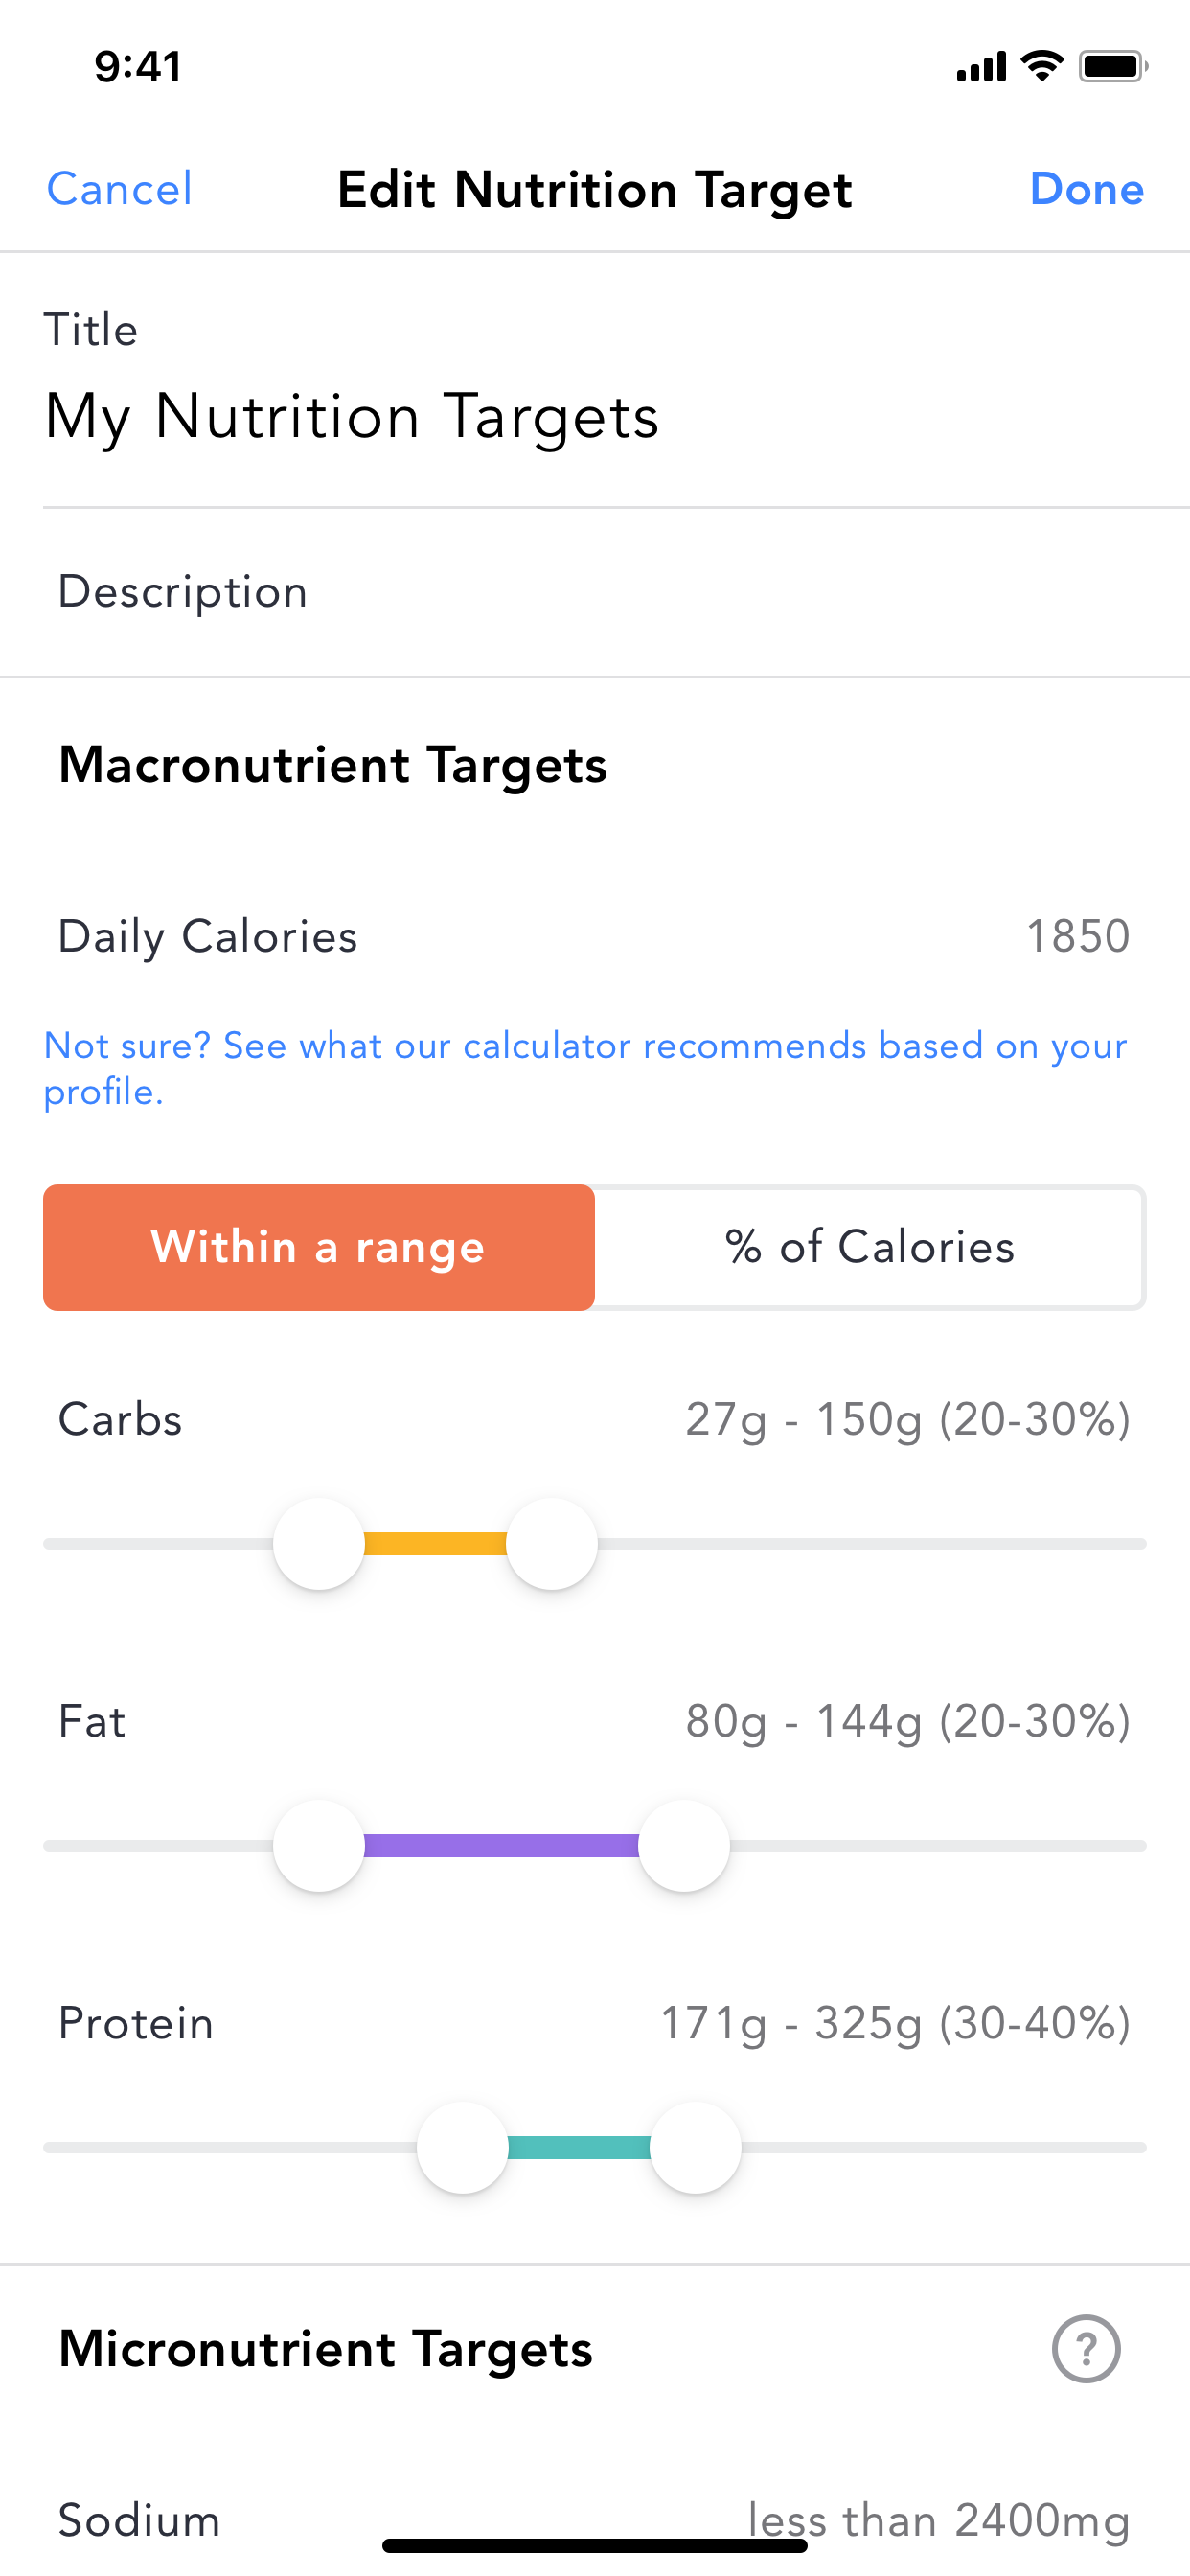 9:41
Cancel Edit Nutrition Target Done
Title
My Nutrition Targets
Description
Macronutrient Targets
Daily Calories 1850
Not sure? See what our calculator recommends based on your
profile.
Within a range % of Calories
Carbs 27g - 150g (20-30%)
Fat 80g - 144g (20-30%)
Protein 171g - 325g (30-40%)
Micronutrient Targets ?
Sodium less than 2400mg